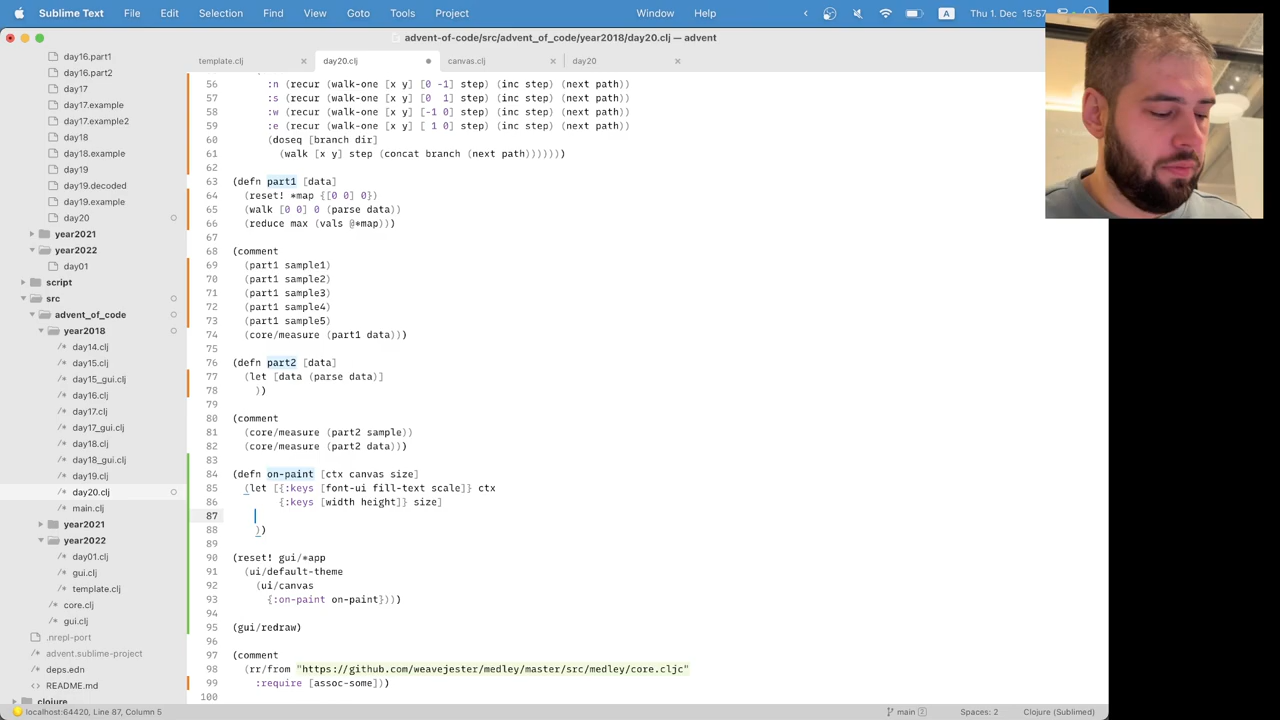 Sublime Text File Edit Selection Find View Goto Tools Project Window Help Thu 1. Dec 15:57
advent-of-code/src/advent_of_code/year2018/day20.clj — advent
template.clj day20.clj canvas.clj day20
day16.part1
day16.part2
day17
day17.example
day17.example2
day18
day18.example
day19
day19.decoded
day19.example
day20
year2021
year2022
day01
script
src
advent_of_code
year2018
day14.clj
day15.clj
day15_gui.clj
day16.clj
day17.clj
day17_gui.clj
day18.clj
day18_gui.clj
day19.clj
day20.clj
main.clj
year2021
year2022
day01.clj
gui.clj
template.clj
core.clj
gui.clj
.nrepl-port
advent.sublime-project
deps.edn
README.md
clojure
56 :n (recur (walk-one [x y] [0 -1] step) (inc step) (next path))
57 :s (recur (walk-one [x y] [0  1] step) (inc step) (next path))
58 :w (recur (walk-one [x y] [-1 0] step) (inc step) (next path))
59 :e (recur (walk-one [x y] [ 1 0] step) (inc step) (next path))
60 (doseq [branch dir]
61 (walk [x y] step (concat branch (next path))))))
62
63 (defn part1 [data]
64 (reset! *map {[0 0] 0})
65 (walk [0 0] 0 (parse data))
66 (reduce max (vals @*map)))
67
68 (comment
69 (part1 sample1)
70 (part1 sample2)
71 (part1 sample3)
72 (part1 sample4)
73 (part1 sample5)
74 (core/measure (part1 data)))
75
76 (defn part2 [data]
77 (let [data (parse data)]
78 ))
79
80 (comment
81 (core/measure (part2 sample))
82 (core/measure (part2 data)))
83
84 (defn on-paint [ctx canvas size]
85 (let [{:keys [font-ui fill-text scale]} ctx
86 {:keys [width height]} size]
87
88 ))
89
90 (reset! gui/*app
91 (ui/default-theme
92 (ui/canvas
93 {:on-paint on-paint})))
94
95 (gui/redraw)
96
97 (comment
98 (rr/from "https://github.com/weavejester/medley/master/src/medley/core.cljc"
99 :require [assoc-some]))
100
localhost:64420, Line 87, Column 5 main 2 Spaces: 2 Clojure (Sublimed)